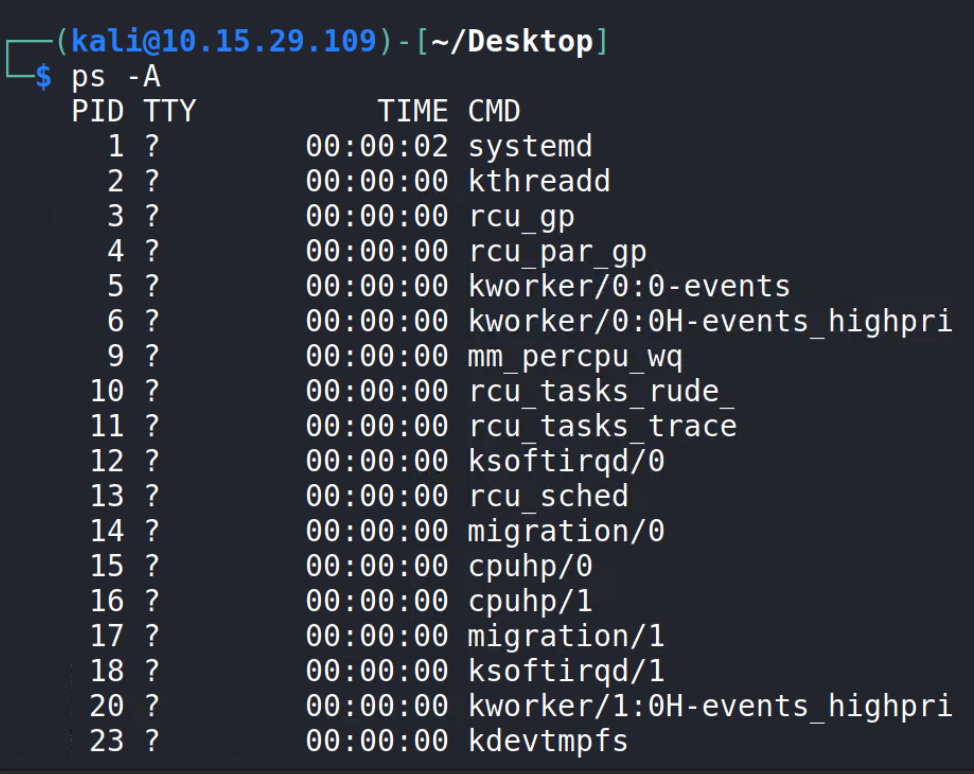 (kali@10.15.29.109)-[~/Desktop]
$ ps -A
PID TTY TIME CMD
1 ? 00:00:02 systemd
2 ? 00:00:00 kthreadd
3 ? 00:00:00 rcu_gp
4 ? 00:00:00 rcu_par_gp
5 ? 00:00:00 kworker/0:0-events
6 ? 00:00:00 kworker/0:0H-events_highpri
9 ? 00:00:00 mm_percpu_wq
10 ? 00:00:00 rcu_tasks_rude_
11 ? 00:00:00 rcu_tasks_trace
12 ? 00:00:00 ksoftirqd/0
13 ? 00:00:00 rcu_sched
14 ? 00:00:00 migration/0
15 ? 00:00:00 cpuhp/0
16 ? 00:00:00 cpuhp/1
17 ? 00:00:00 migration/1
18 ? 00:00:00 ksoftirqd/1
20 ? 00:00:00 kworker/1:0H-events_highpri
23 ? 00:00:00 kdevtmpfs